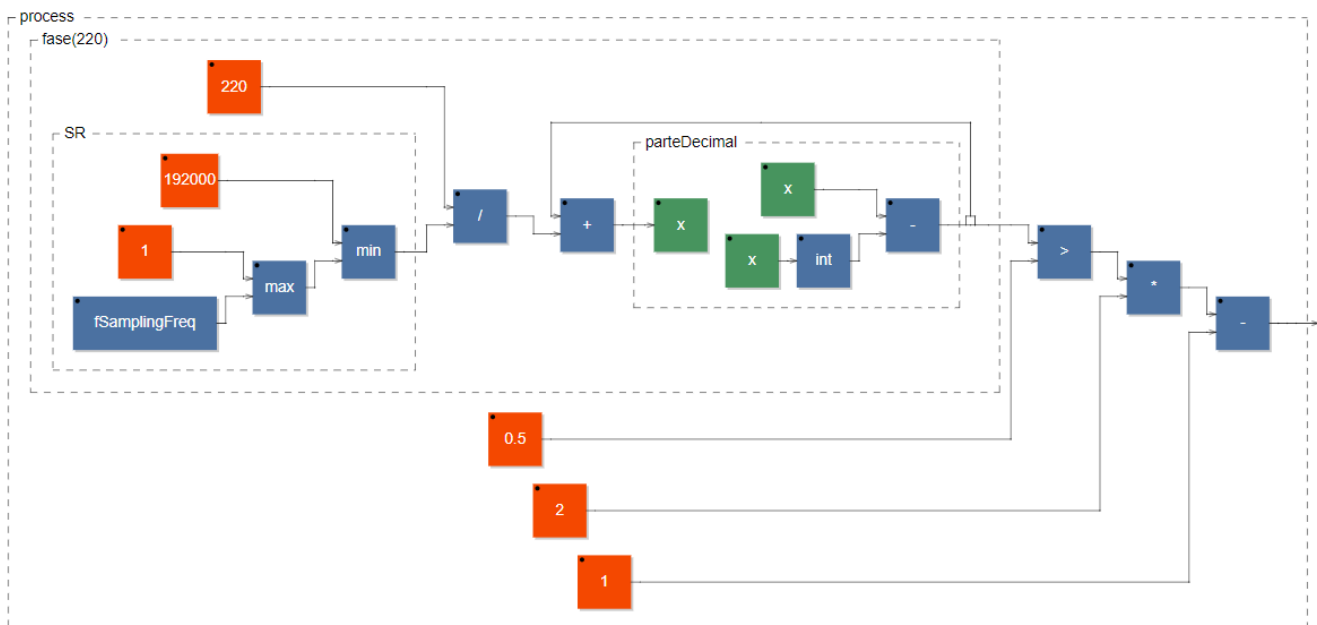 process
fase(220)
220
SR
192000
1
fSamplingFreq
max
min
/
+
parteDecimal
x
x
x
int
-
>
*
-
0.5
2
1